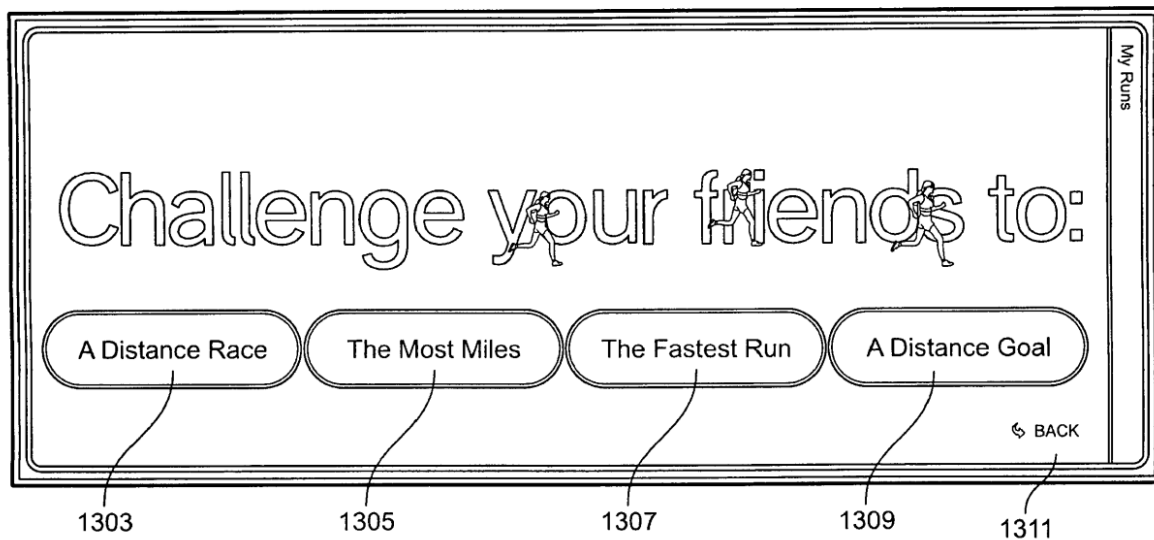 My Runs
Challenge your friends to:
A Distance Race
The Most Miles
The Fastest Run
A Distance Goal
BACK
1303
1305
1307
1309
1311